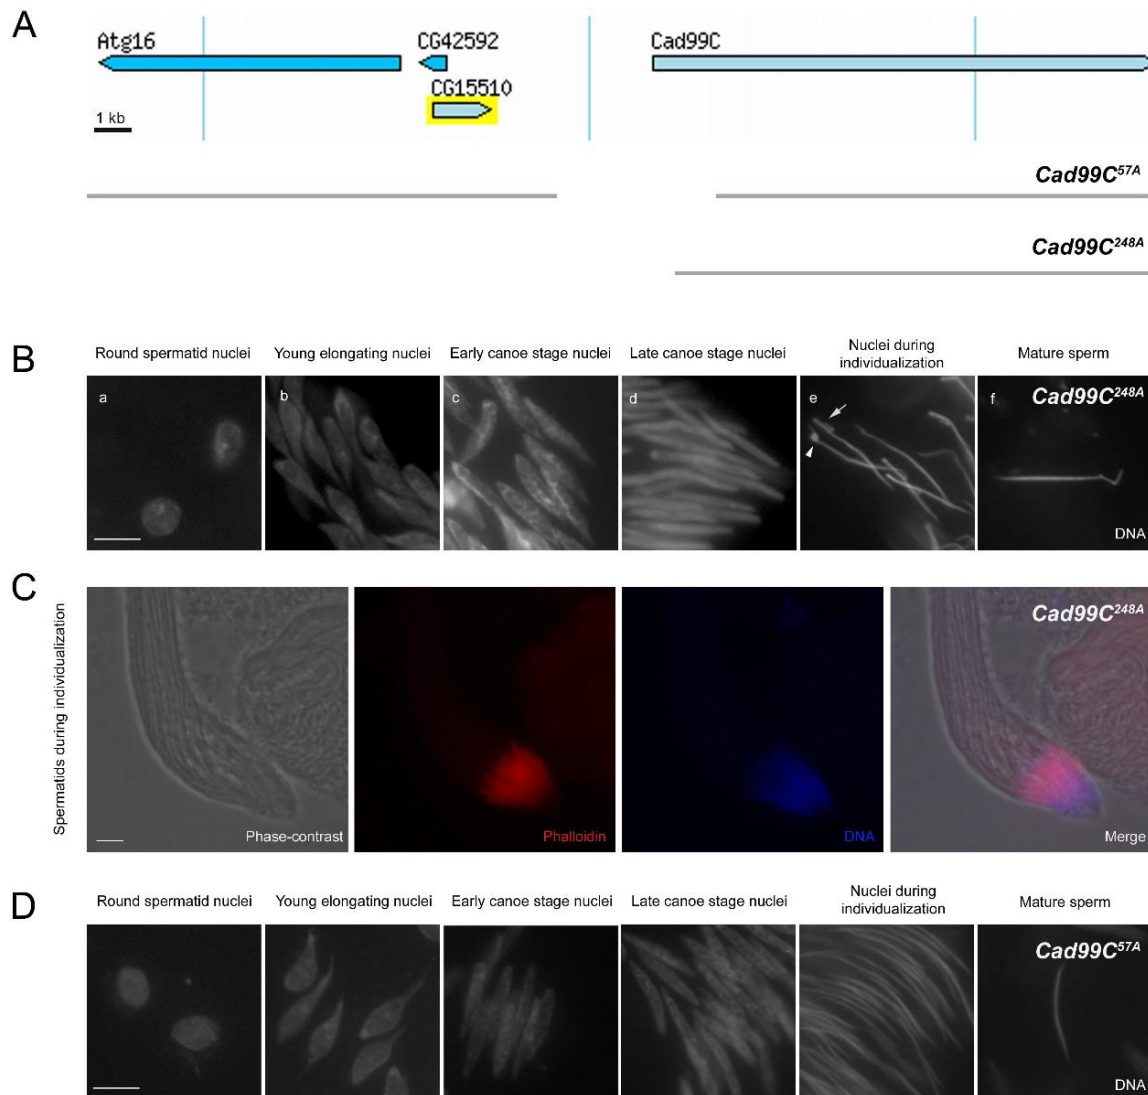 A
Atg16
CG42592
Cad99C
CG15510
1 kb
Cad99C57A
Cad99C248A
B
Round spermatid nuclei
Young elongating nuclei
Early canoe stage nuclei
Late canoe stage nuclei
Nuclei during
individualization
Mature sperm
a
b
c
d
e
f
Cad99C248A
DNA
C
Spermatids during individualization
Cad99C248A
Phase-contrast
Phalloidin
DNA
Merge
D
Round spermatid nuclei
Young elongating nuclei
Early canoe stage nuclei
Late canoe stage nuclei
Nuclei during
individualization
Mature sperm
Cad99C57A
DNA